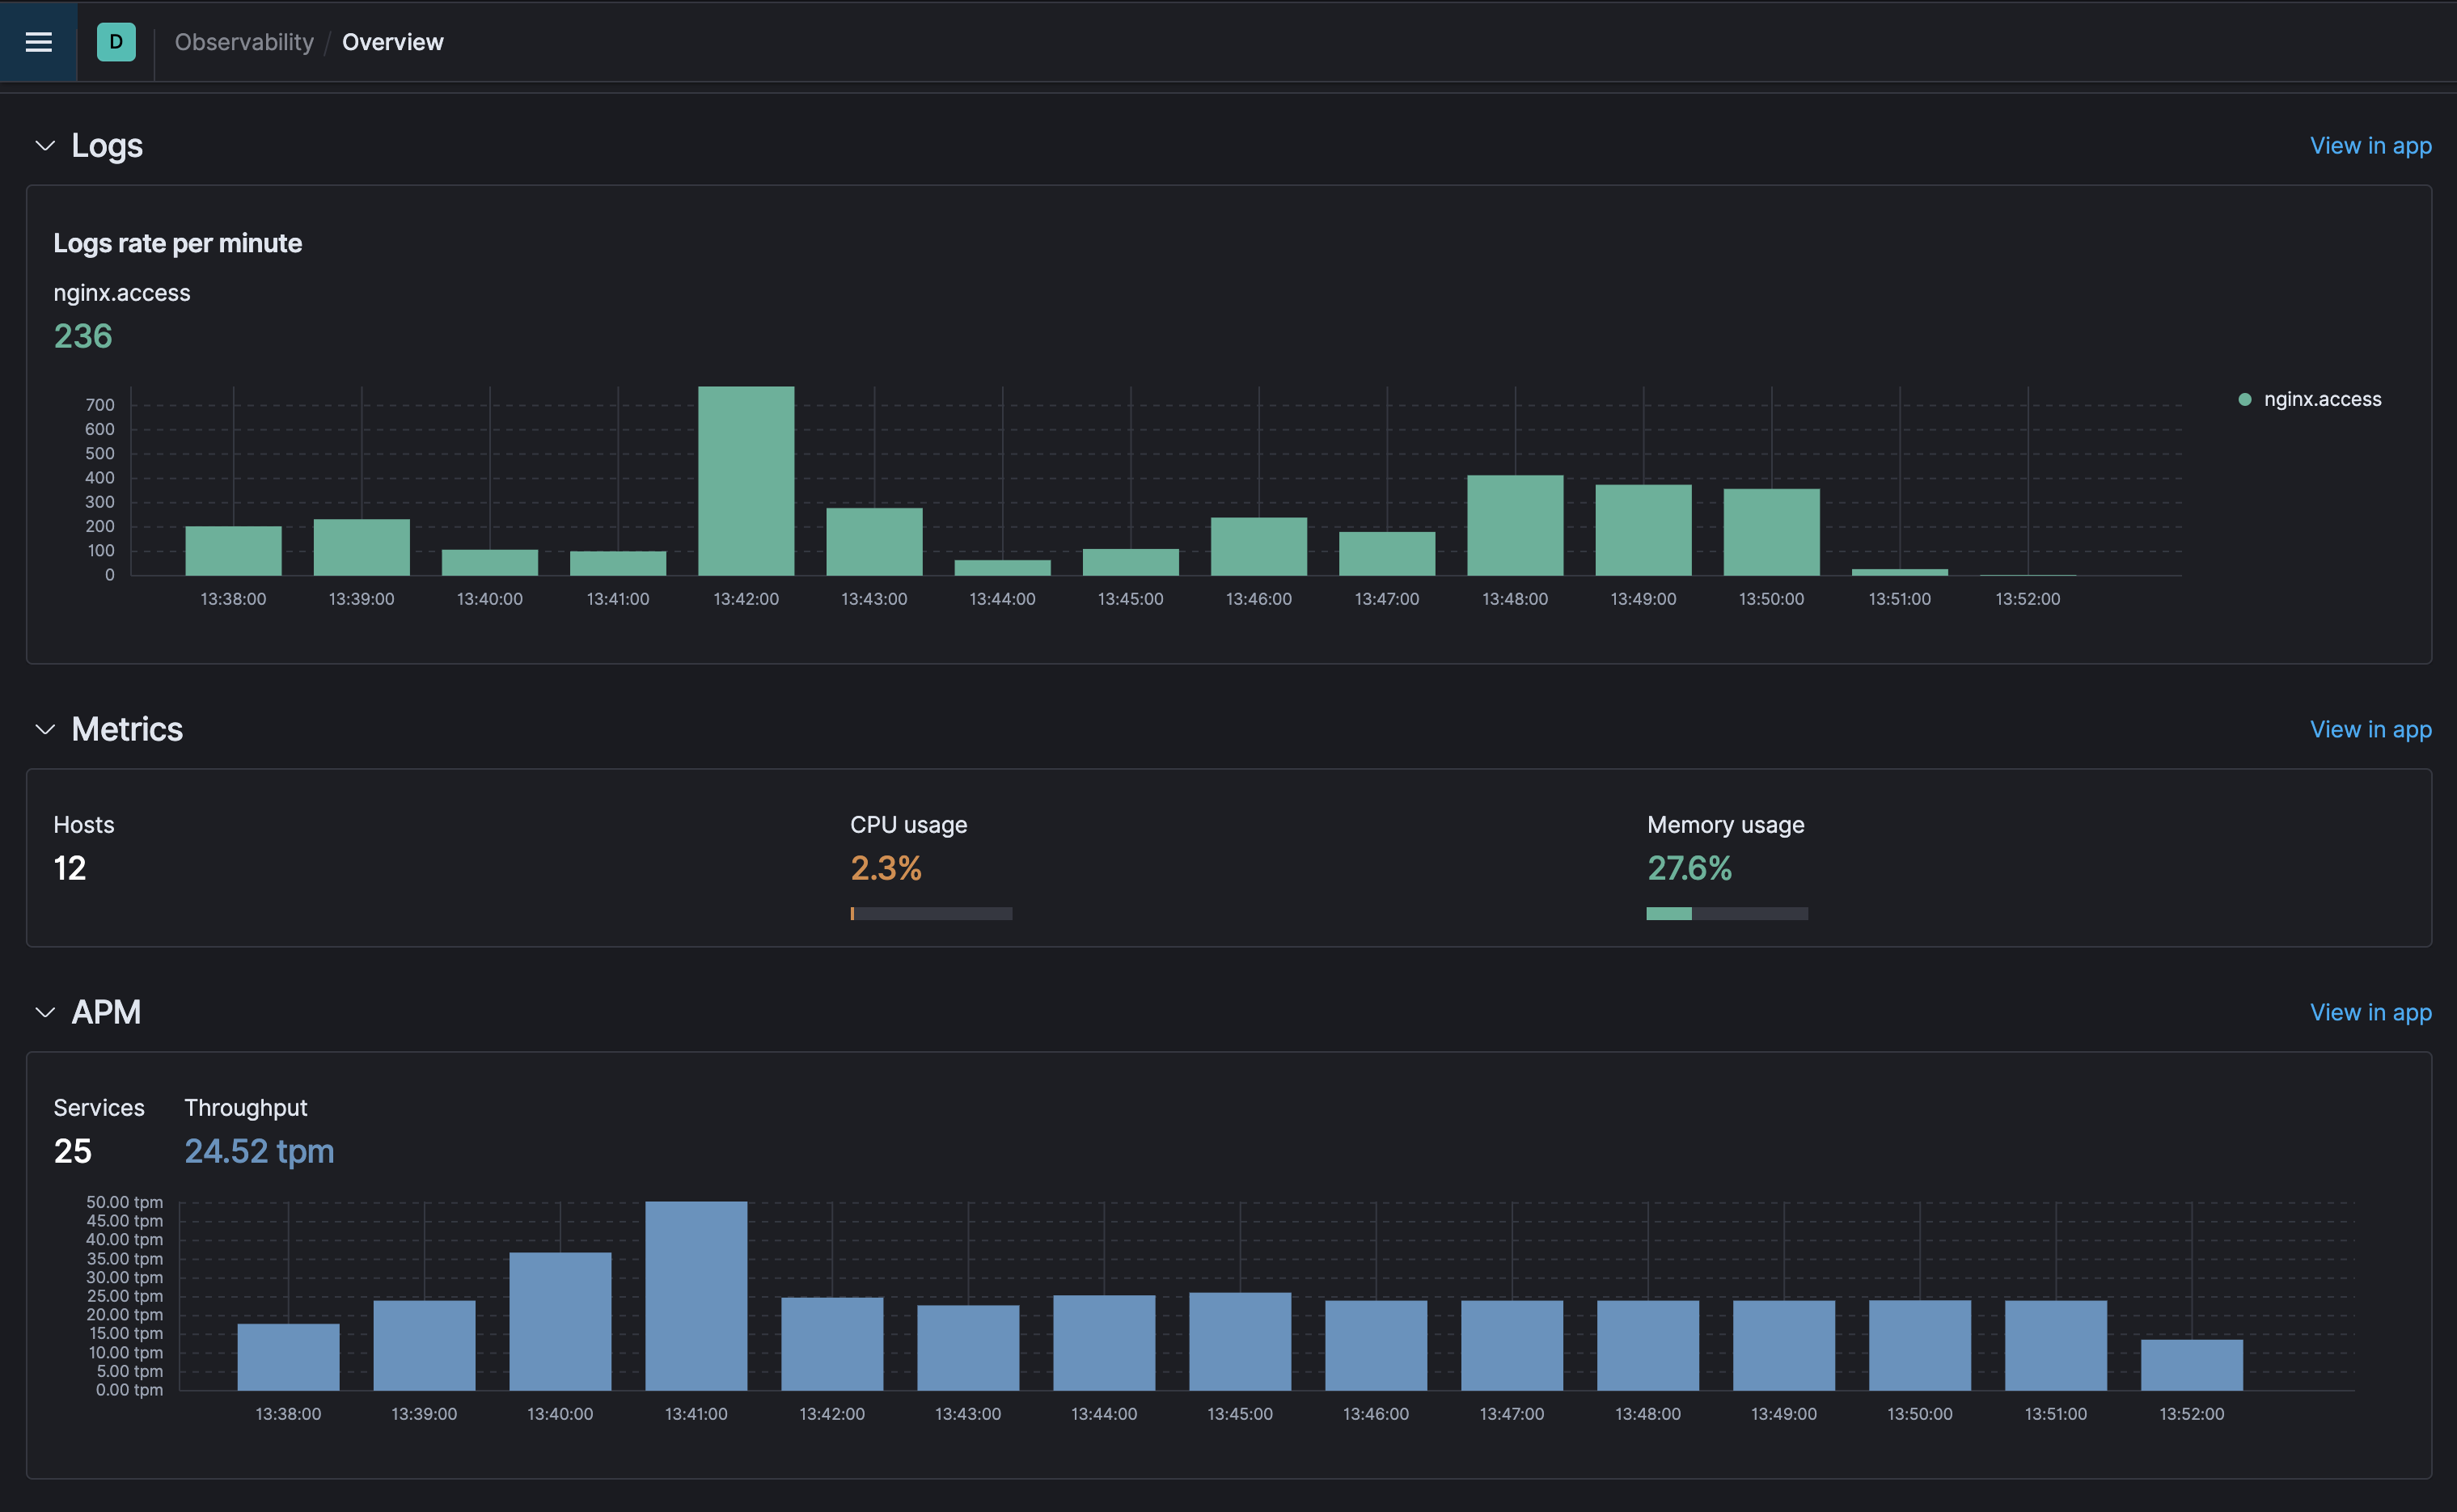 D Observability / Overview
Logs View in app
Logs rate per minute
nginx.access
236
700
600
500
400
300
200
100
0
nginx.access
13:38:00 13:39:00 13:40:00 13:41:00 13:42:00 13:43:00 13:44:00 13:45:00 13:46:00 13:47:00 13:48:00 13:49:00 13:50:00 13:51:00 13:52:00
Metrics View in app
Hosts CPU usage Memory usage
12 2.3% 27.6%
APM View in app
Services Throughput
25 24.52 tpm
50.00 tpm
45.00 tpm
40.00 tpm
35.00 tpm
30.00 tpm
25.00 tpm
20.00 tpm
15.00 tpm
10.00 tpm
5.00 tpm
0.00 tpm
13:38:00 13:39:00 13:40:00 13:41:00 13:42:00 13:43:00 13:44:00 13:45:00 13:46:00 13:47:00 13:48:00 13:49:00 13:50:00 13:51:00 13:52:00